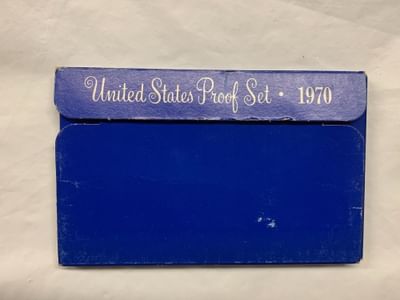 United States Proof Set • 1970